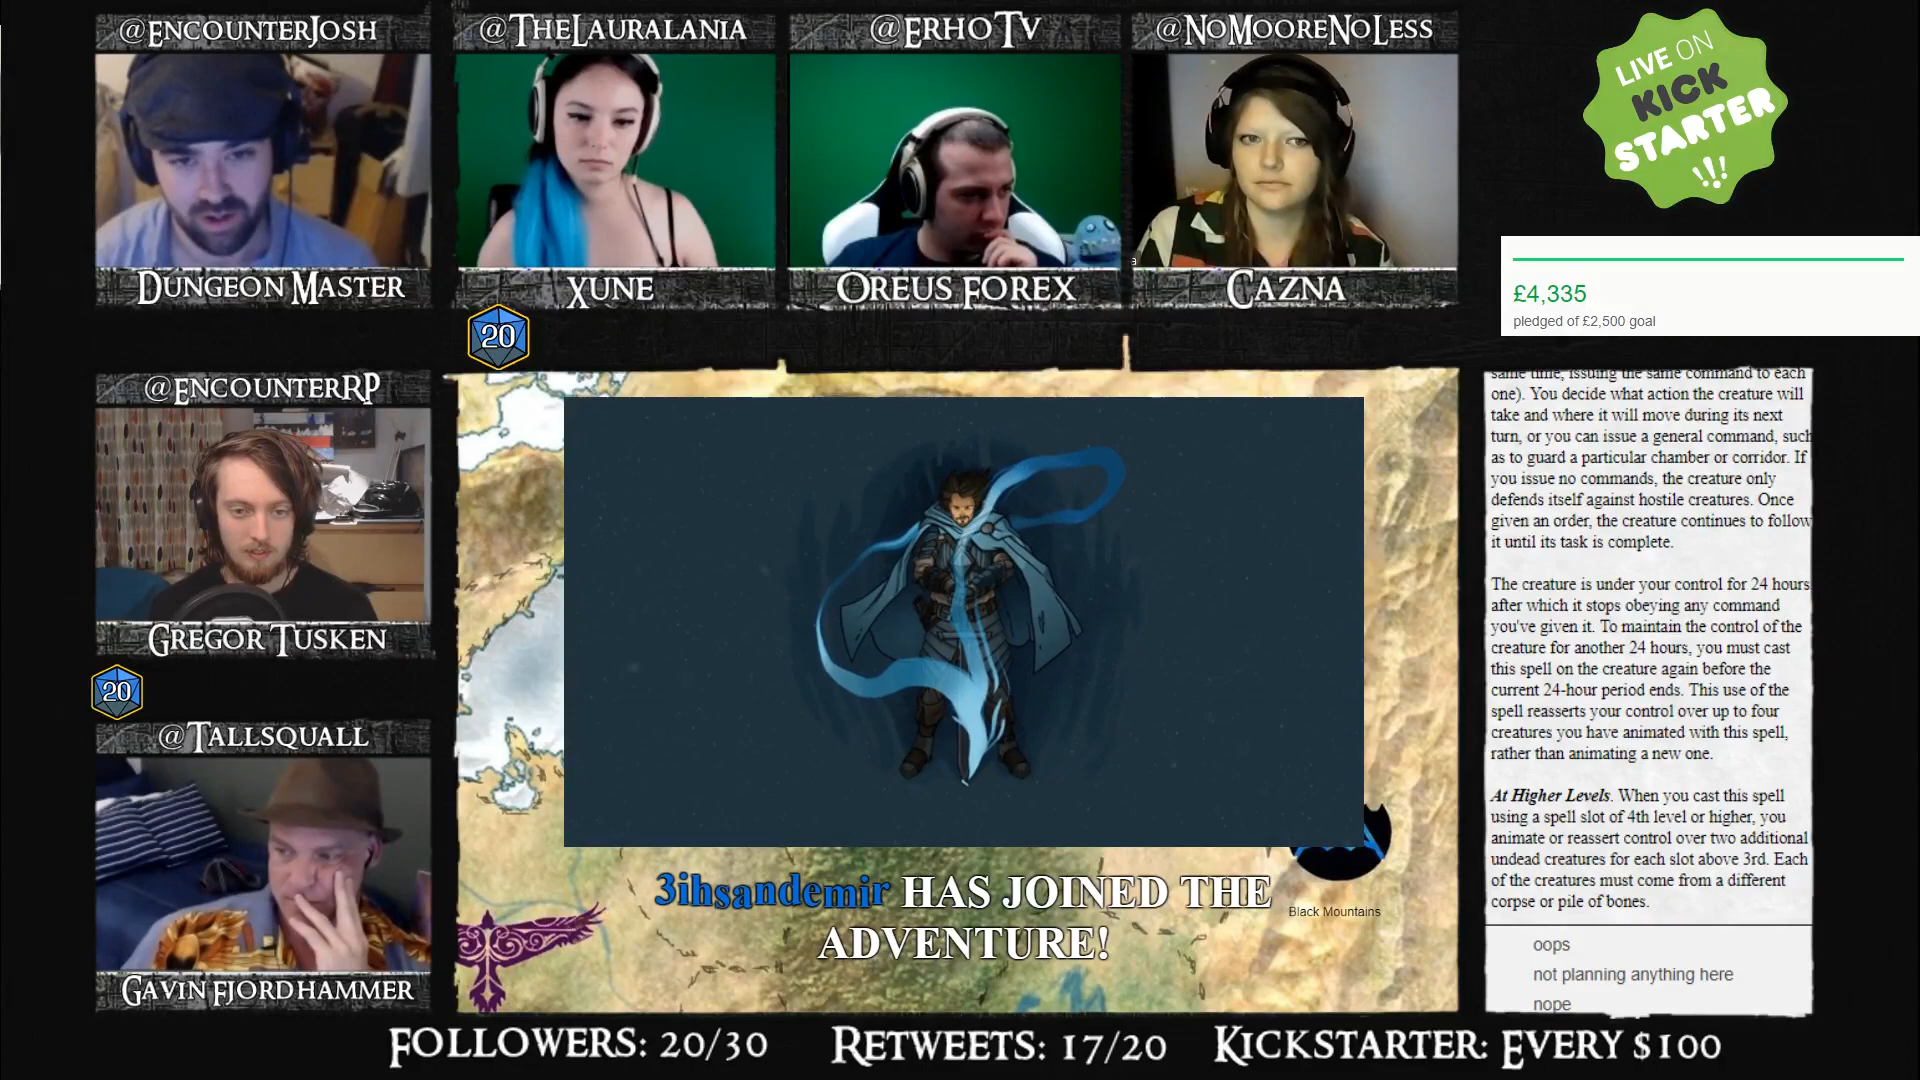 @EncounterJosh
@TheLauralania
@ErhoTv
@NoMooreNoLess
LIVE ON
KICK
STARTER
!!!
Dungeon Master
Xune
Oreus Forex
Cazna
a
20
£4,335
pledged of £2,500 goal
@EncounterRP
Gregor Tusken
20
@Tallsquall
Gavin Fjordhammer
3ihsandemir HAS JOINED THE
ADVENTURE!
Black Mountains
same time, issuing the same command to each
one). You decide what action the creature will
take and where it will move during its next
turn, or you can issue a general command, such
as to guard a particular chamber or corridor. If
you issue no commands, the creature only
defends itself against hostile creatures. Once
given an order, the creature continues to follow
it until its task is complete.
The creature is under your control for 24 hours
after which it stops obeying any command
you've given it. To maintain the control of the
creature for another 24 hours, you must cast
this spell on the creature again before the
current 24-hour period ends. This use of the
spell reasserts your control over up to four
creatures you have animated with this spell,
rather than animating a new one.
At Higher Levels. When you cast this spell
using a spell slot of 4th level or higher, you
animate or reassert control over two additional
undead creatures for each slot above 3rd. Each
of the creatures must come from a different
corpse or pile of bones.
oops
not planning anything here
nope
Followers: 20/30
Retweets: 17/20
Kickstarter: Every $100